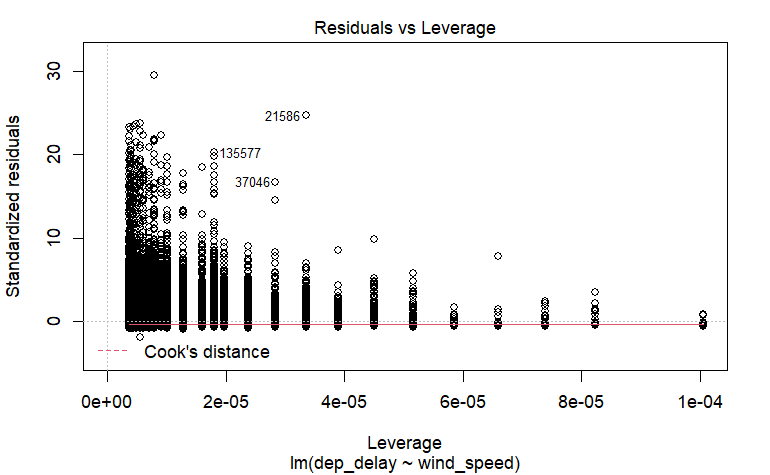 Residuals vs Leverage
Standardized residuals
30
20
10
0
21586
135577
37046
Cook's distance
0e+00 2e-05 4e-05 6e-05 8e-05 1e-04
Leverage
lm(dep_delay ~ wind_speed)